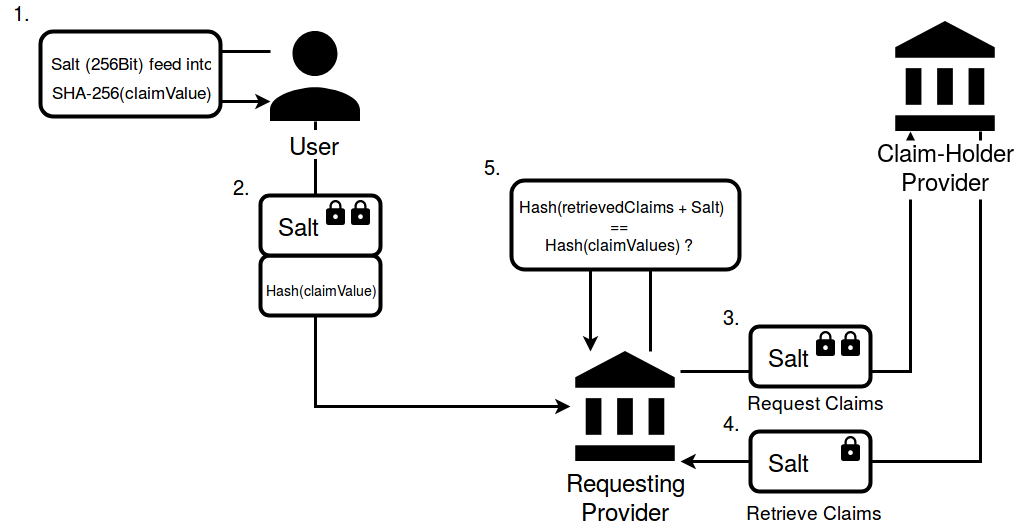 1.
Salt (256Bit) feed into
SHA-256(claimValue)
User
2.
Salt
Hash(claimValue)
5.
Hash(retrievedClaims + Salt)
==
Hash(claimValues) ?
Claim-Holder
Provider
3.
Salt
Request Claims
4.
Salt
Retrieve Claims
Requesting
Provider